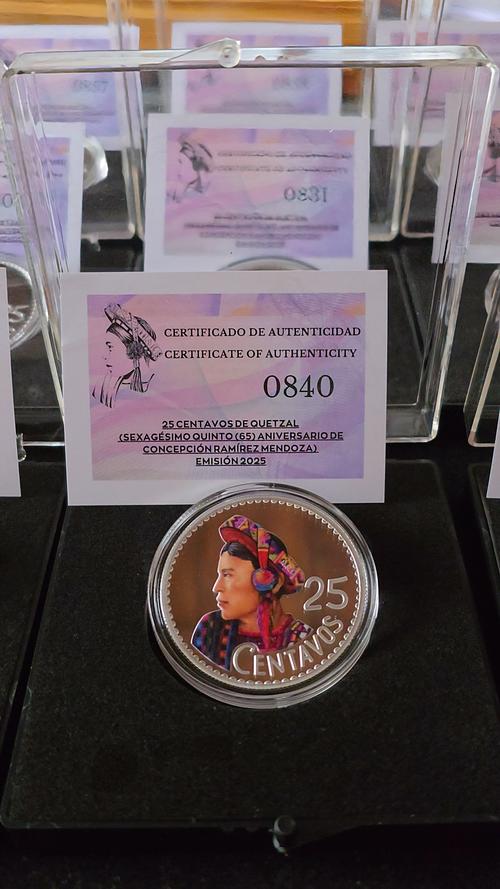 0831
CERTIFICADO DE AUTENTICIDAD
CERTIFICATE OF AUTHENTICITY
0840
25 CENTAVOS DE QUETZAL
(SEXAGÉSIMO QUINTO (65) ANIVERSARIO DE
CONCEPCIÓN RAMÍREZ MENDOZA)
EMISIÓN 2025
25
CENTAVOS